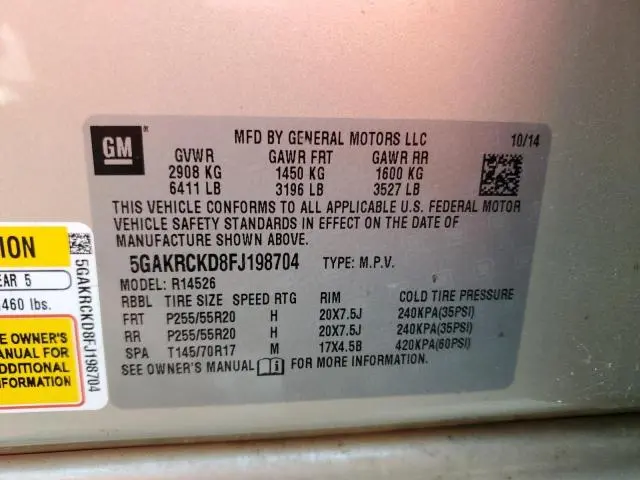 GM
MFD BY GENERAL MOTORS LLC 10/14
GVWR GAWR FRT GAWR RR
2908 KG 1450 KG 1600 KG
6411 LB 3196 LB 3527 LB
THIS VEHICLE CONFORMS TO ALL APPLICABLE U.S. FEDERAL MOTOR
VEHICLE SAFETY STANDARDS IN EFFECT ON THE DATE OF
MANUFACTURE SHOWN ABOVE.
5GAKRCKD8FJ198704 TYPE: M.P.V.
MODEL: R14526
RBBL TIRE SIZE SPEED RTG RIM COLD TIRE PRESSURE
FRT P255/55R20 H 20X7.5J 240KPA(35PSI)
RR P255/55R20 H 20X7.5J 240KPA(35PSI)
SPA T145/70R17 M 17X4.5B 420KPA(60PSI)
SEE OWNER'S MANUAL i FOR MORE INFORMATION.
ION
EAR 5
460 lbs.
E OWNER'S
ANUAL FOR
DDITIONAL
ORMATION
5GAKRCKD8FJ198704